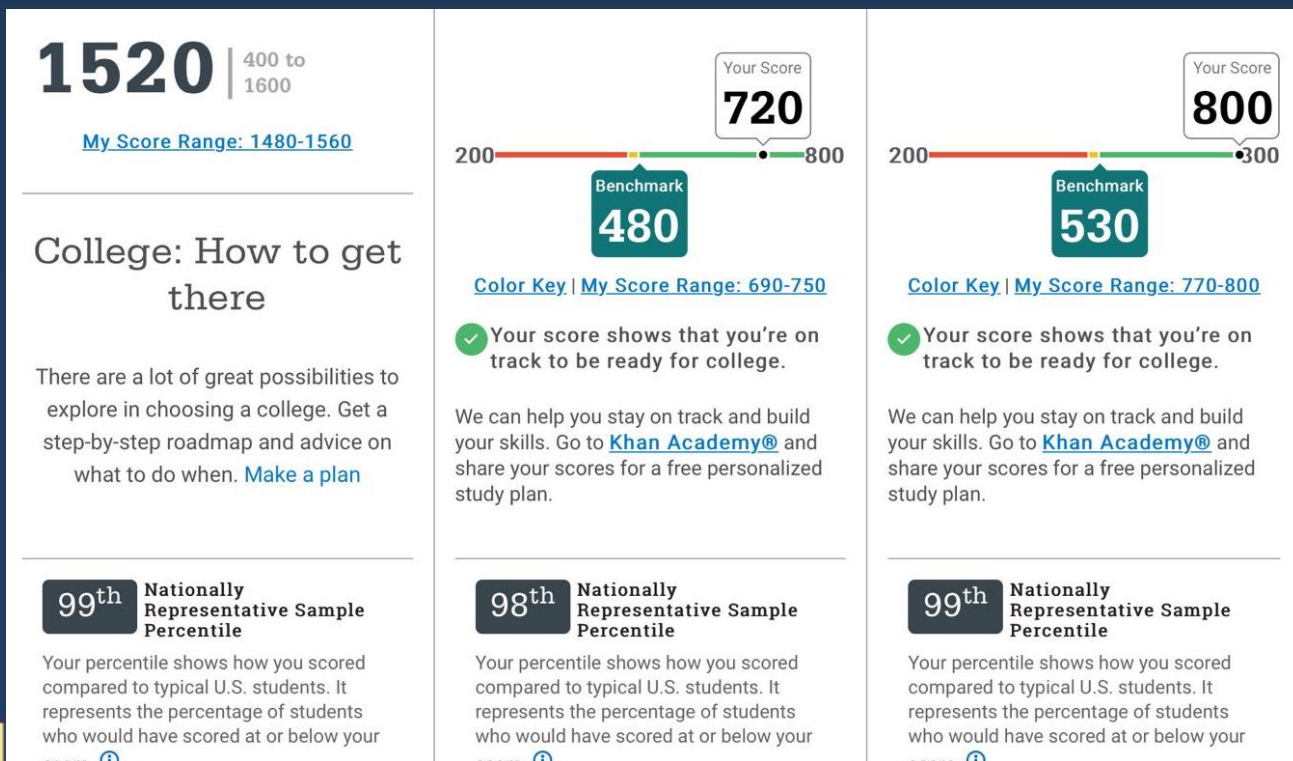 1520
400 to
1600
My Score Range: 1480-1560
College: How to get
there
There are a lot of great possibilities to
explore in choosing a college. Get a
step-by-step roadmap and advice on
what to do when. Make a plan
99th
Nationally
Representative Sample
Percentile
Your percentile shows how you scored
compared to typical U.S. students. It
represents the percentage of students
who would have scored at or below your
Your Score
720
200
800
Benchmark
480
Color Key | My Score Range: 690-750
Your score shows that you’re on
track to be ready for college.
We can help you stay on track and build
your skills. Go to Khan Academy® and
share your scores for a free personalized
study plan.
98th
Nationally
Representative Sample
Percentile
Your percentile shows how you scored
compared to typical U.S. students. It
represents the percentage of students
who would have scored at or below your
Your Score
800
200
Benchmark
530
Color Key | My Score Range: 770-800
Your score shows that you’re on
track to be ready for college.
We can help you stay on track and build
your skills. Go to Khan Academy® and
share your scores for a free personalized
study plan.
99th
Nationally
Representative Sample
Percentile
Your percentile shows how you scored
compared to typical U.S. students. It
represents the percentage of students
who would have scored at or below your